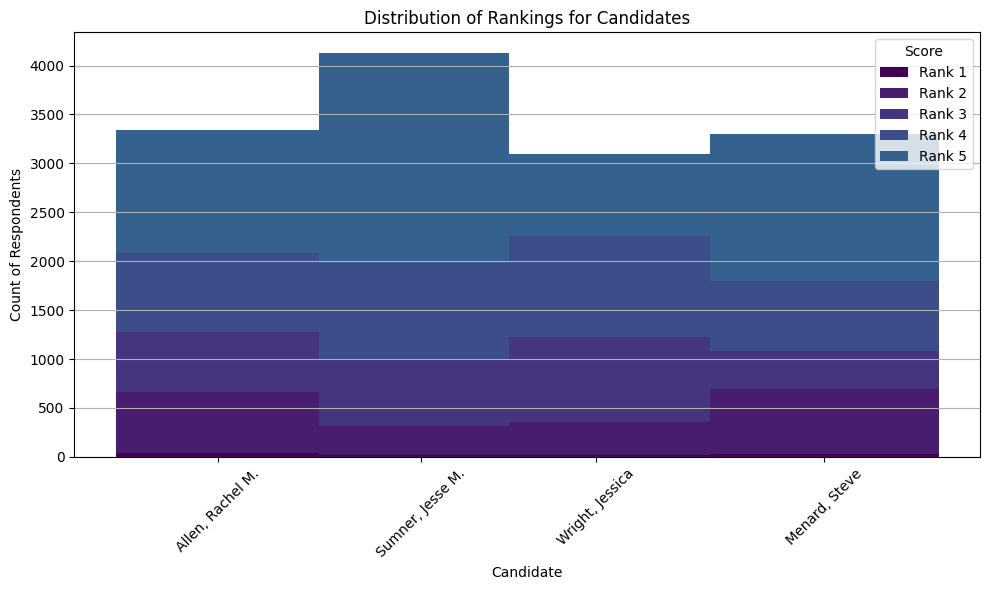 Distribution of Rankings for Candidates
Score
Rank 1
Rank 2
Rank 3
Rank 4
Rank 5
Count of Respondents
4000
3500
3000
2500
2000
1500
1000
500
0
Allen, Rachel M.
Sumner, Jesse M.
Wright, Jessica
Menard, Steve
Candidate